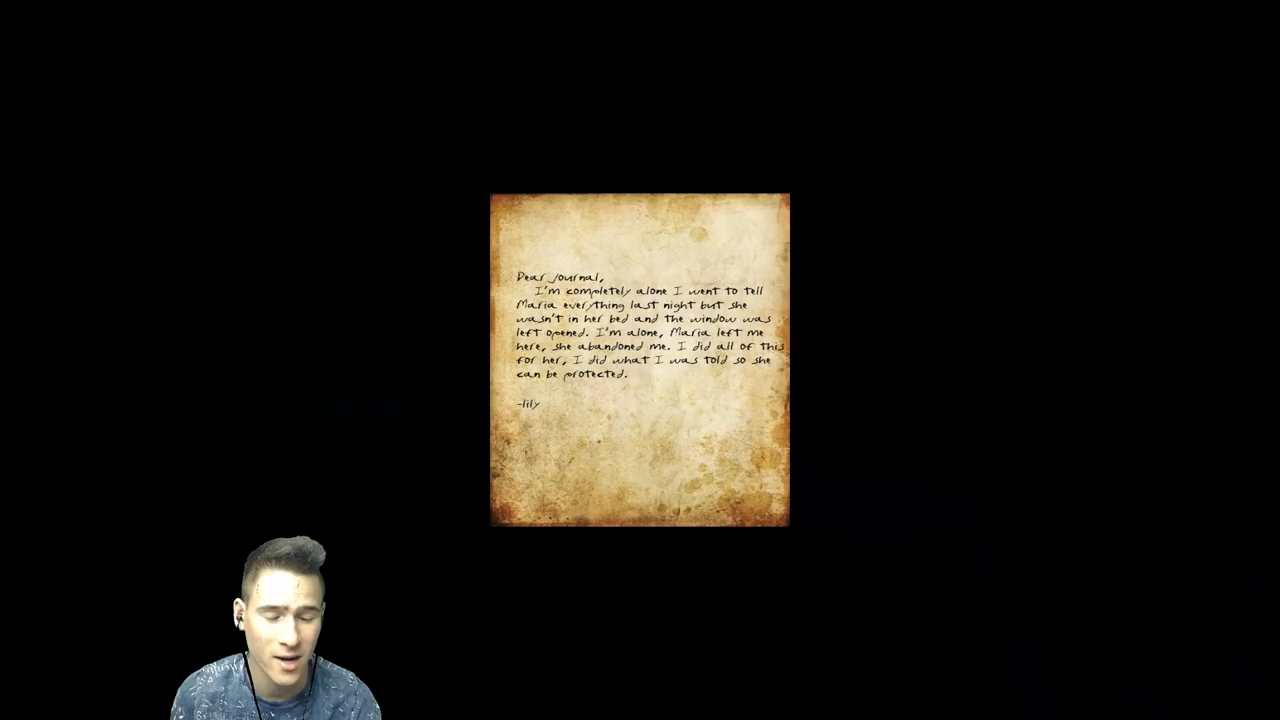 Dear Journal,
I'm completely alone I went to tell
Maria everything last night but she
wasn't in her bed and the window was
left opened. I'm alone, Maria left me
here, she abandoned me. I did all of this
for her, I did what I was told so she
can be protected.
-lily